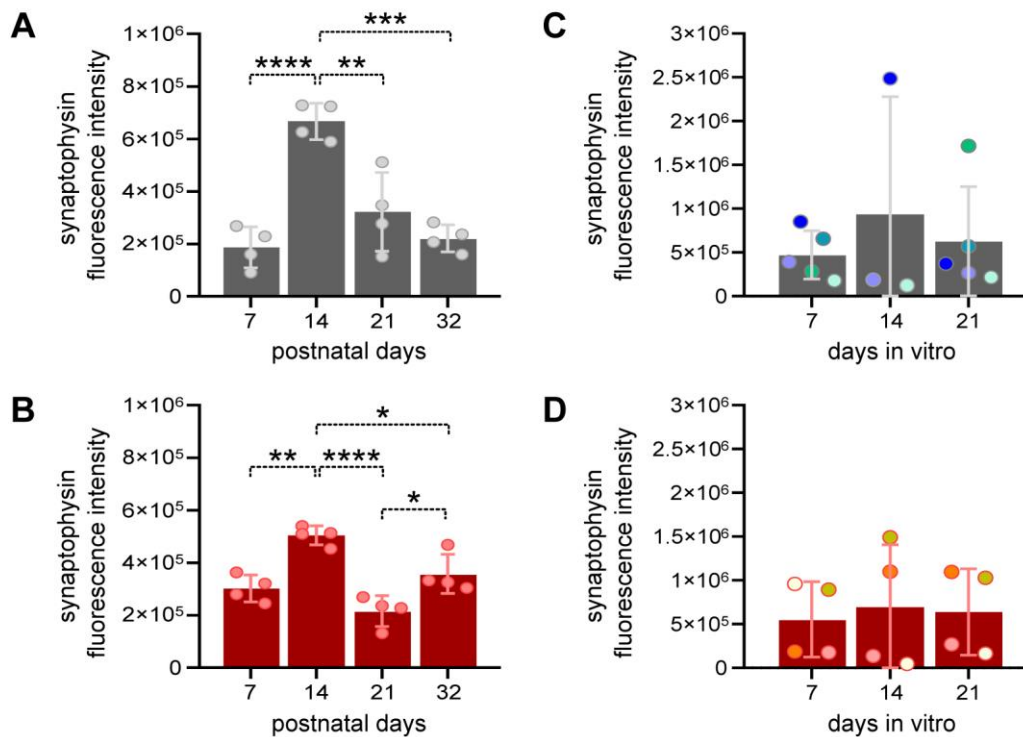 A
synaptophysin
fluorescence intensity
1×10⁶
8×10⁵
6×10⁵
4×10⁵
2×10⁵
0
****
**
***
7 14 21 32
postnatal days
C
synaptophysin
fluorescence intensity
3×10⁶
2.5×10⁶
2×10⁶
1.5×10⁶
1×10⁶
5×10⁵
0
7 14 21
days in vitro
B
synaptophysin
fluorescence intensity
1×10⁶
8×10⁵
6×10⁵
4×10⁵
2×10⁵
0
**
****
*
*
7 14 21 32
postnatal days
D
synaptophysin
fluorescence intensity
3×10⁶
2.5×10⁶
2×10⁶
1.5×10⁶
1×10⁶
5×10⁵
0
7 14 21
days in vitro